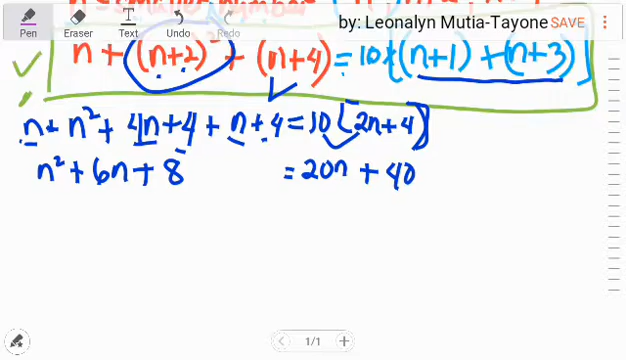 by: Leonalyn Mutia-Tayone SAVE
Pen Eraser Text Undo Redo
n + (n+2)² + (n+4) = 10[(n+1) + (n+3)]
n + n² + 4n + 4 + n + 4 = 10[2n+4]
n² + 6n + 8 = 20n + 40
1/1